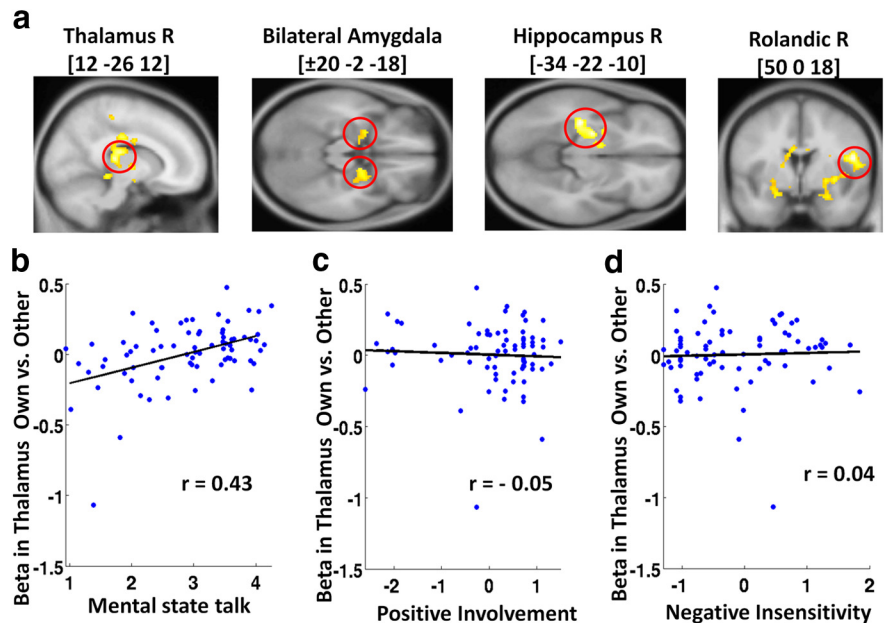 a
Thalamus R
[12 -26 12]
Bilateral Amygdala
[±20 -2 -18]
Hippocampus R
[-34 -22 -10]
Rolandic R
[50 0 18]
b
Beta in Thalamus Own vs. Other
0.5
0
-0.5
-1
-1.5
r = 0.43
1 2 3 4
Mental state talk
c
Beta in Thalamus Own vs. Other
0.5
0
-0.5
-1
-1.5
r = - 0.05
-2 -1 0 1
Positive Involvement
d
Beta in Thalamus Own vs. Other
0.5
0
-0.5
-1
-1.5
r = 0.04
-1 0 1 2
Negative Insensitivity